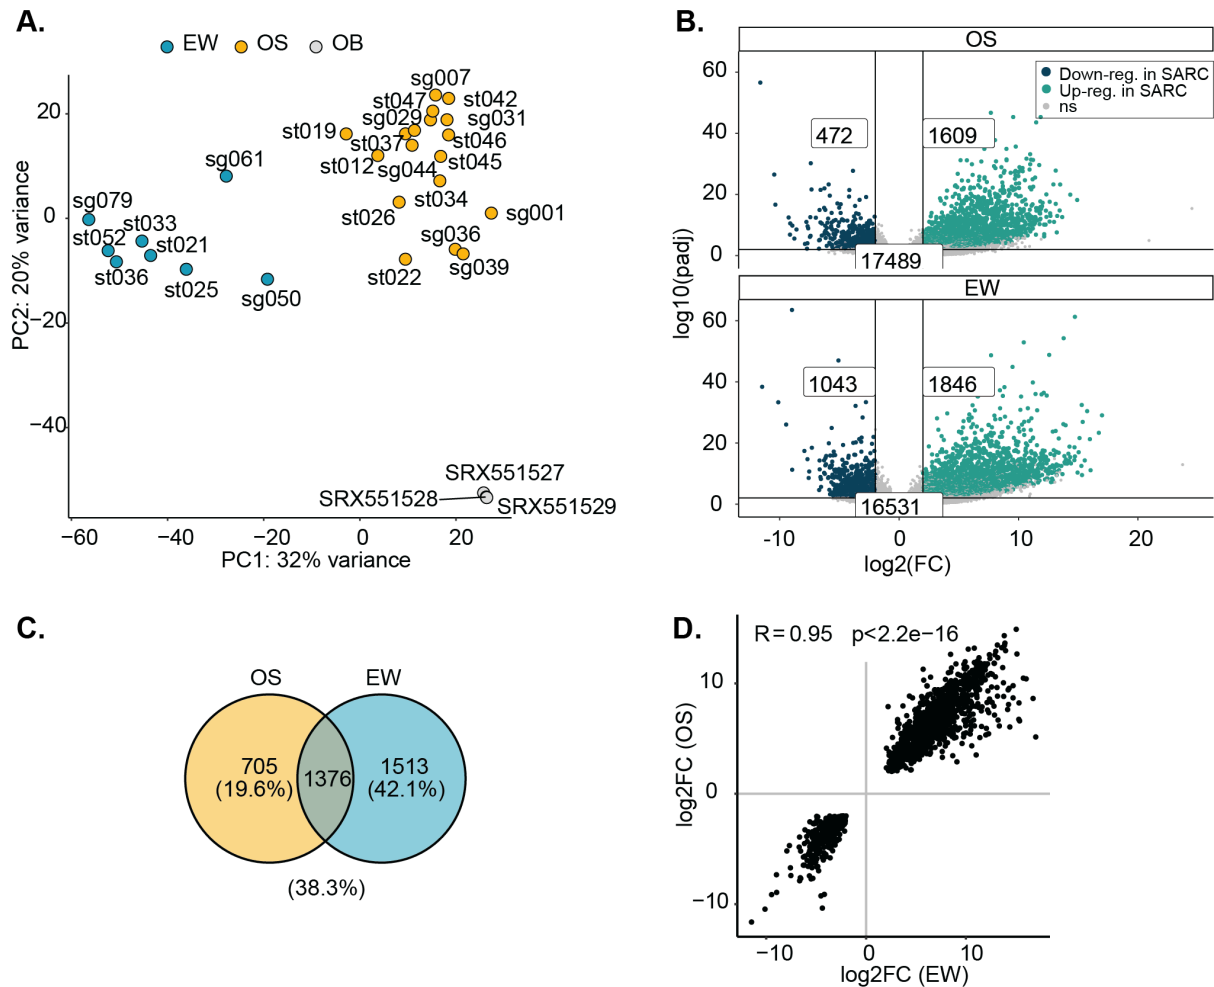 A.
EW OS OB
sg007
st047
st042
sg029
sg031
st019
st037
st046
st012
sg044
st045
sg061
st034
sg079
st026
sg001
st033
st052
st021
sg036
st036
st025
st022
sg039
sg050
SRX551527
SRX551528
SRX551529
20
0
−20
−40
PC2: 20% variance
−60 −40 −20 0 20
PC1: 32% variance
B.
OS
Down-reg. in SARC
Up-reg. in SARC
ns
472
1609
17489
60
40
20
0
EW
1043
1846
16531
60
40
20
0
log10(padj)
-10 0 10 20
log2(FC)
C.
OS EW
705
(19.6%)
1376
1513
(42.1%)
(38.3%)
D.
R = 0.95 p<2.2e−16
10
0
−10
log2FC (OS)
−10 0 10
log2FC (EW)